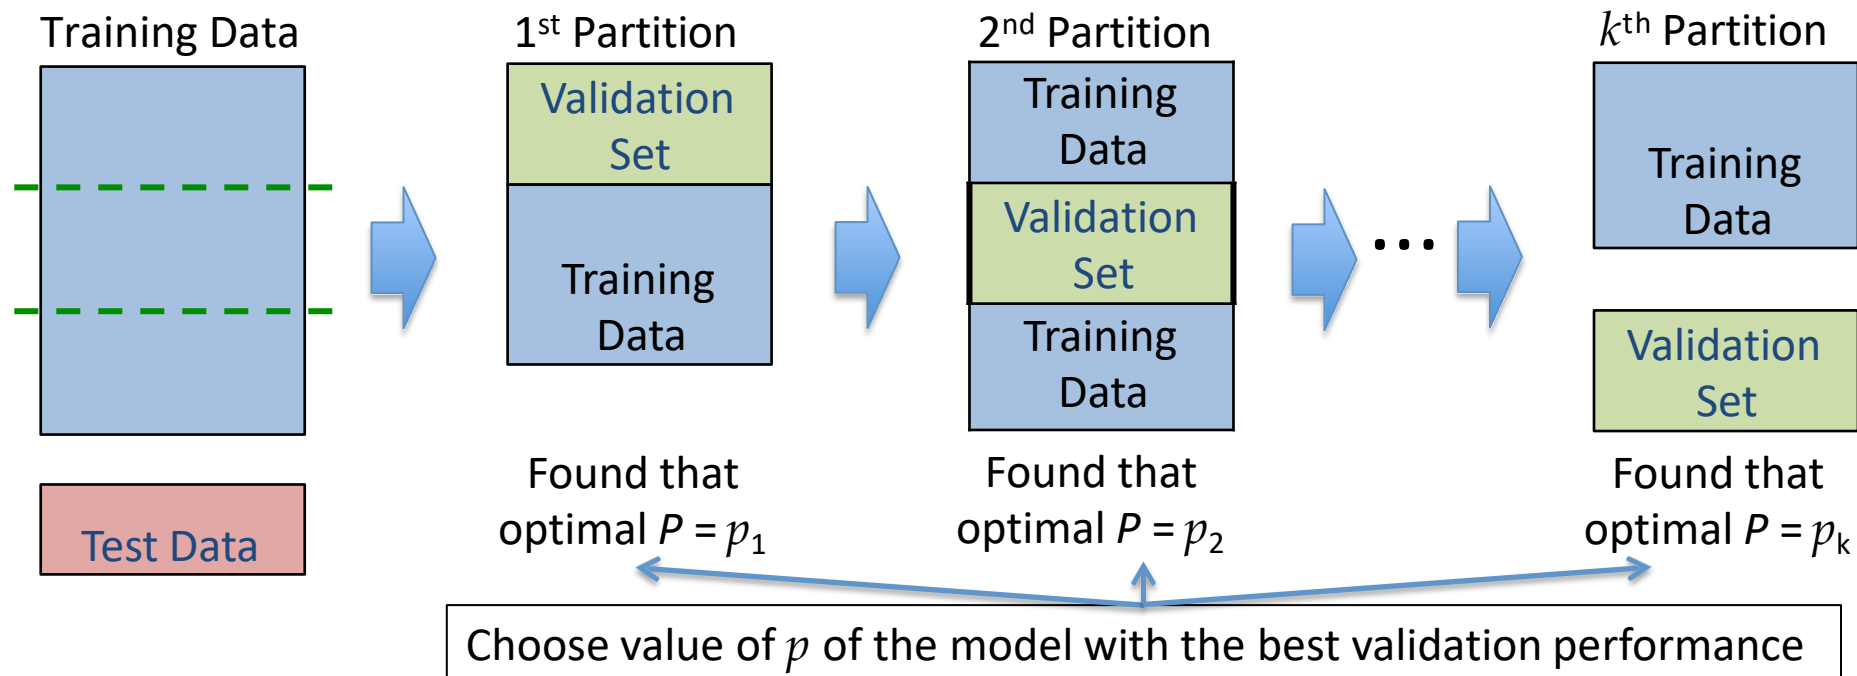 Training Data
Test Data
1st Partition
Validation
Set
Training
Data
Found that
optimal P = p1
2nd Partition
Training
Data
Validation
Set
Training
Data
Found that
optimal P = p2
...
kth Partition
Training
Data
Validation
Set
Found that
optimal P = pk
Choose value of p of the model with the best validation performance